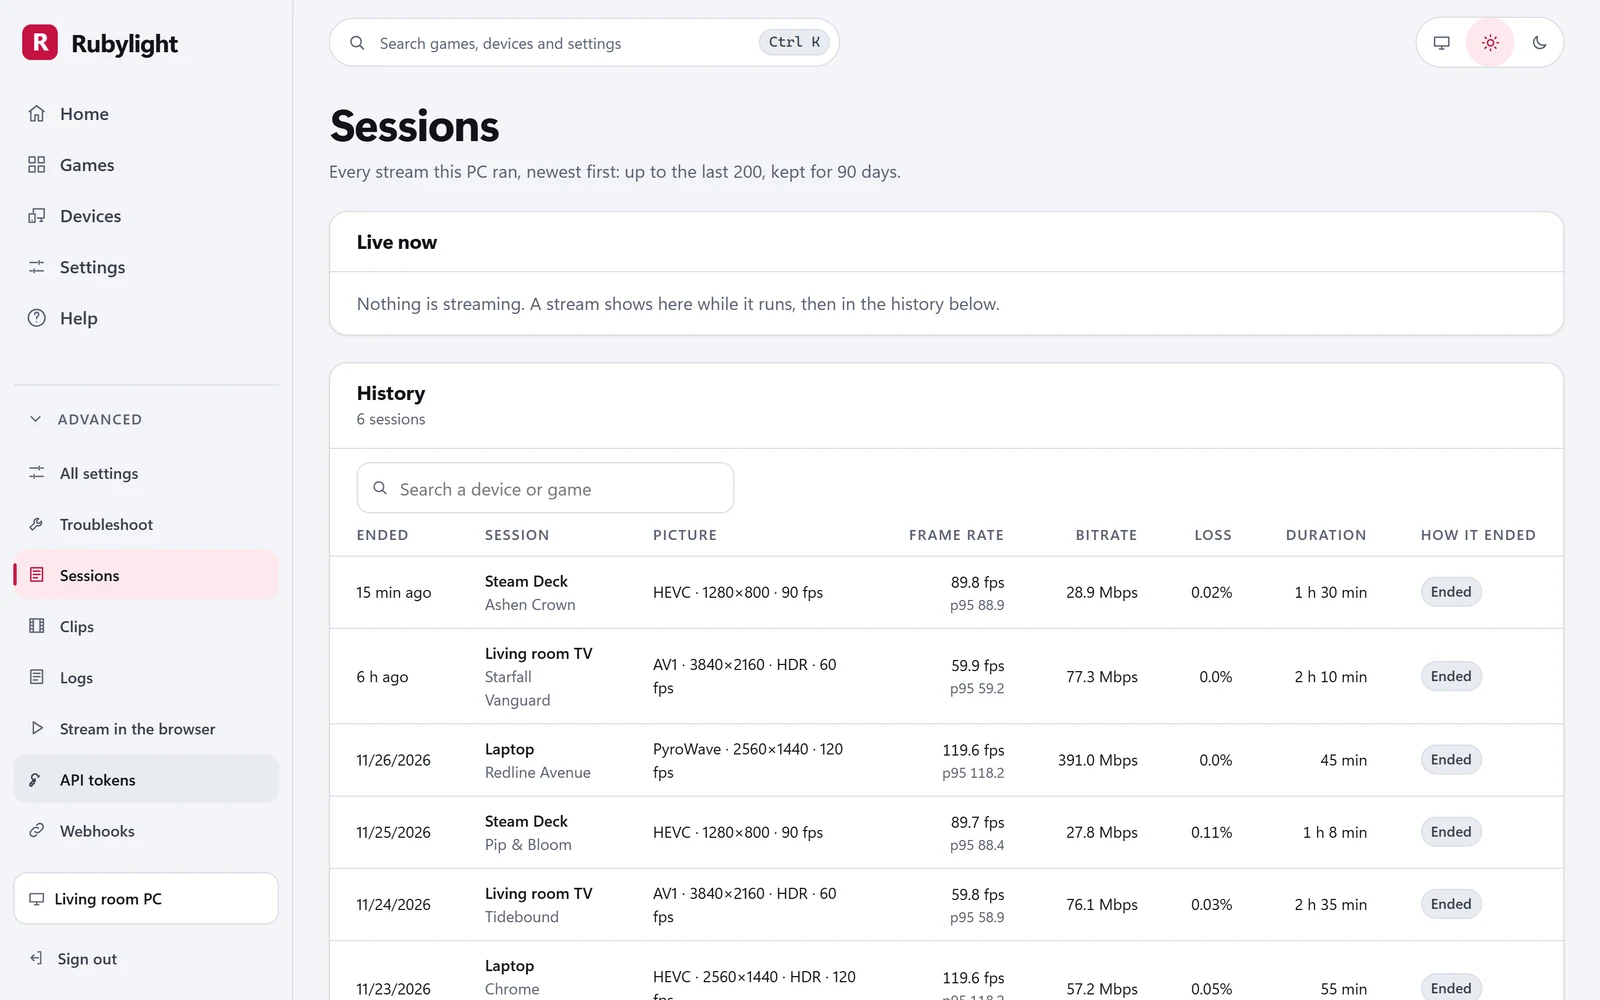 R Rubylight
Search games, devices and settings
Ctrl K
Home
Games
Devices
Settings
Help
ADVANCED
All settings
Troubleshoot
Sessions
Clips
Logs
Stream in the browser
API tokens
Webhooks
Living room PC
Sign out
Sessions
Every stream this PC ran, newest first: up to the last 200, kept for 90 days.
Live now
Nothing is streaming. A stream shows here while it runs, then in the history below.
History
6 sessions
Search a device or game
ENDED SESSION PICTURE FRAME RATE BITRATE LOSS DURATION HOW IT ENDED
15 min ago
Steam Deck
Ashen Crown
HEVC · 1280×800 · 90 fps
89.8 fps
p95 88.9
28.9 Mbps
0.02%
1 h 30 min
Ended
6 h ago
Living room TV
Starfall
Vanguard
AV1 · 3840×2160 · HDR · 60
fps
59.9 fps
p95 59.2
77.3 Mbps
0.0%
2 h 10 min
Ended
11/26/2026
Laptop
Redline Avenue
PyroWave · 2560×1440 · 120
fps
119.6 fps
p95 118.2
391.0 Mbps
0.0%
45 min
Ended
11/25/2026
Steam Deck
Pip & Bloom
HEVC · 1280×800 · 90 fps
89.7 fps
p95 88.4
27.8 Mbps
0.11%
1 h 8 min
Ended
11/24/2026
Living room TV
Tidebound
AV1 · 3840×2160 · HDR · 60
fps
59.8 fps
p95 58.9
76.1 Mbps
0.03%
2 h 35 min
Ended
11/23/2026
Laptop
Chrome
HEVC · 2560×1440 · HDR · 120
119.6 fps
57.2 Mbps
0.05%
55 min
Ended